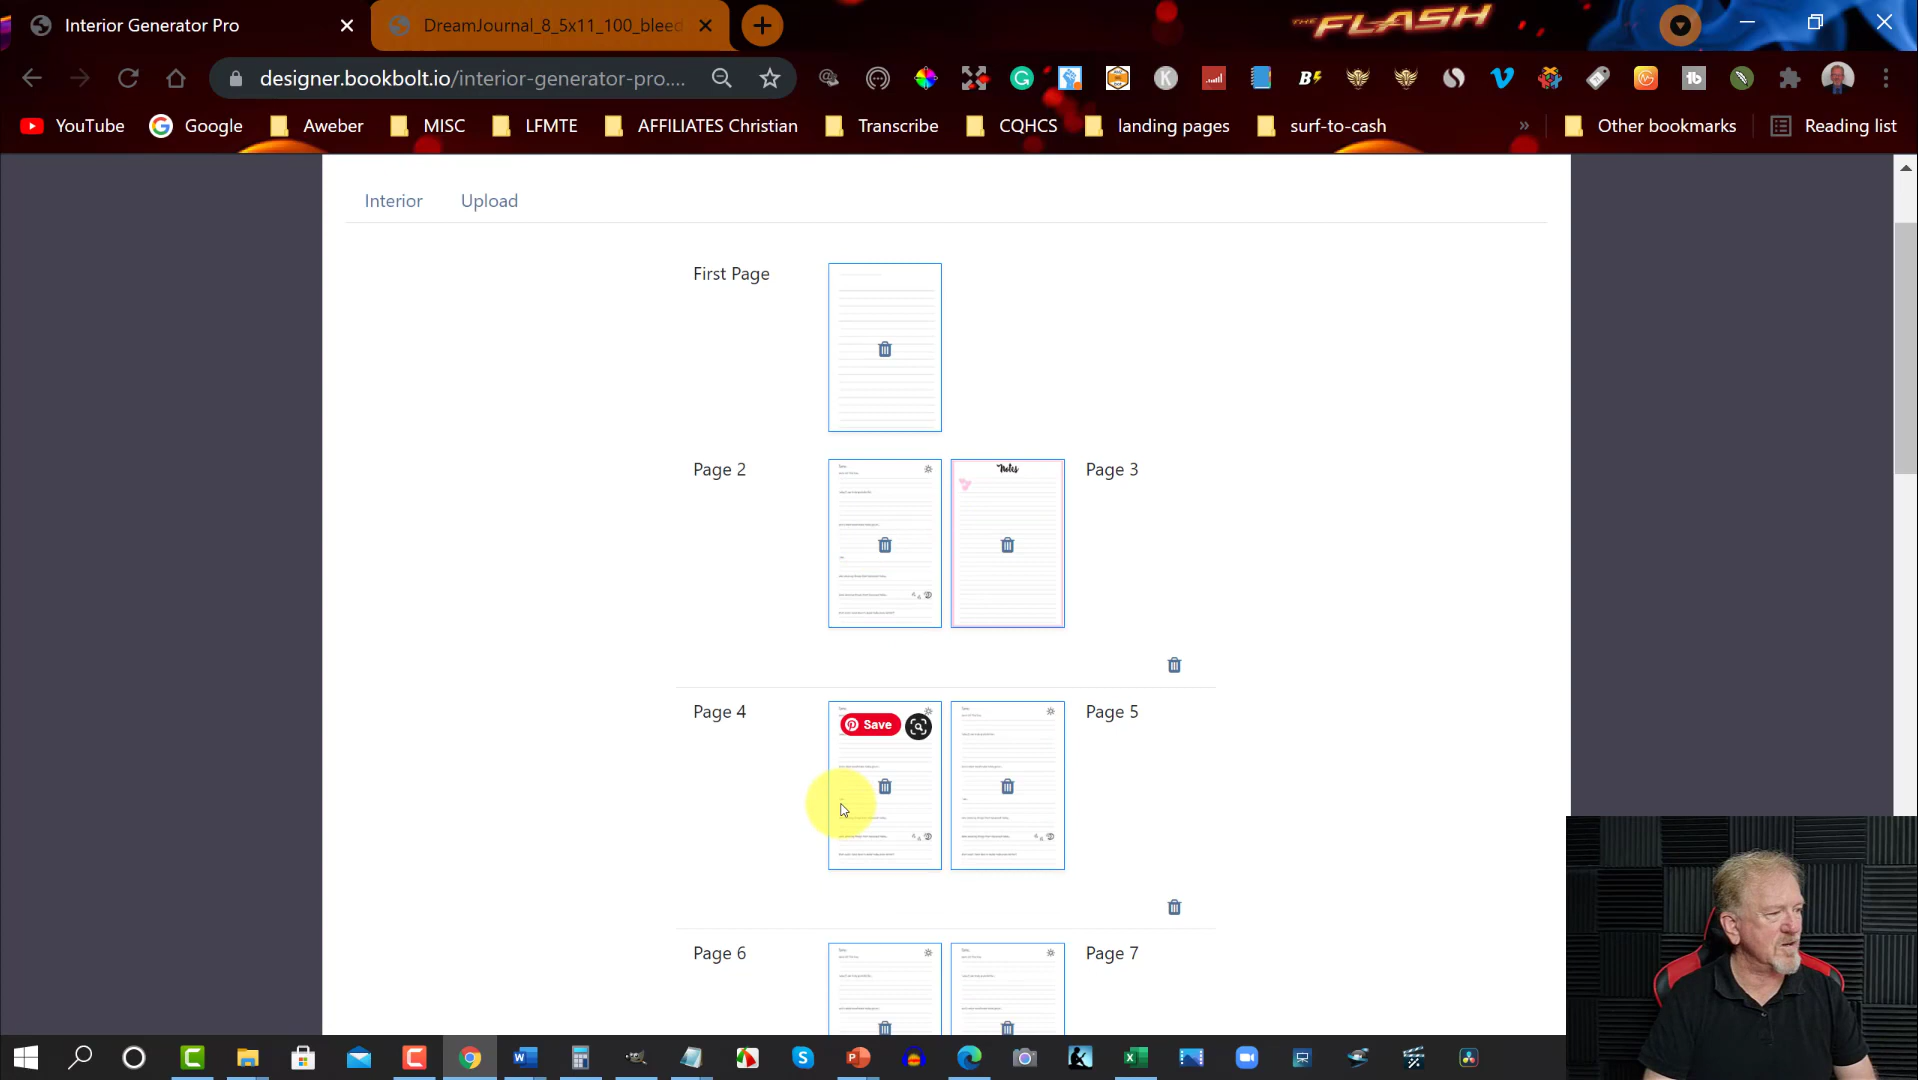 Interior Generator Pro
DreamJournal_8_5x11_100_bleed
THE FLASH
designer.bookbolt.io/interior-generator-pro....
YouTube Google Aweber MISC LFMTE AFFILIATES Christian Transcribe CQHCS landing pages surf-to-cash » Other bookmarks Reading list
Interior Upload
First Page
Page 2 Notes Page 3
Page 4 Save Page 5
Page 6 Page 7